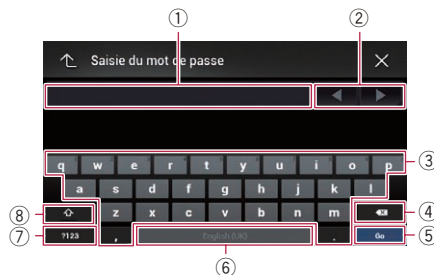 ① ②
Saisie du mot de passe
q w e r t y u i o p ③
a s d f g h j k l
⑧ z x c v b n m ④
⑦ ?123 , English (UK) . Go ⑤
⑥